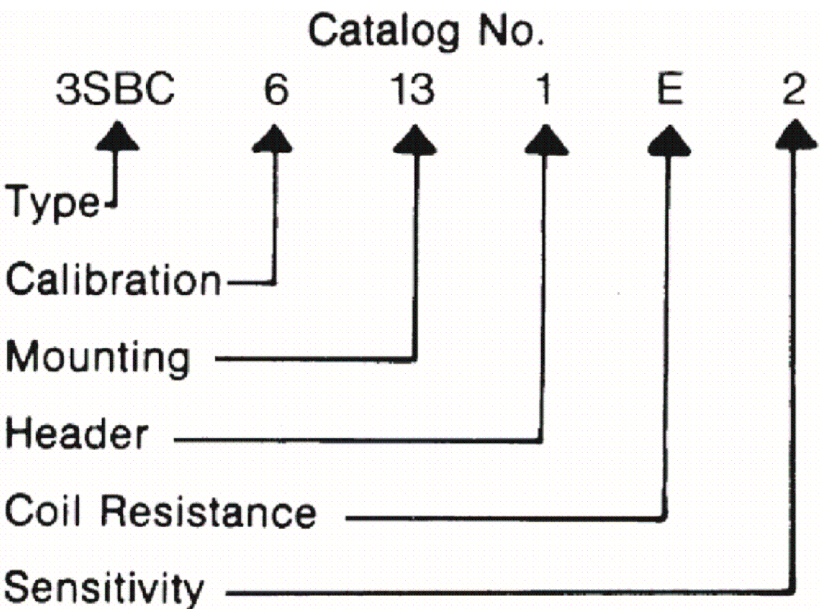 Catalog No.
3SBC 6 13 1 E 2
Type
Calibration
Mounting
Header
Coil Resistance
Sensitivity